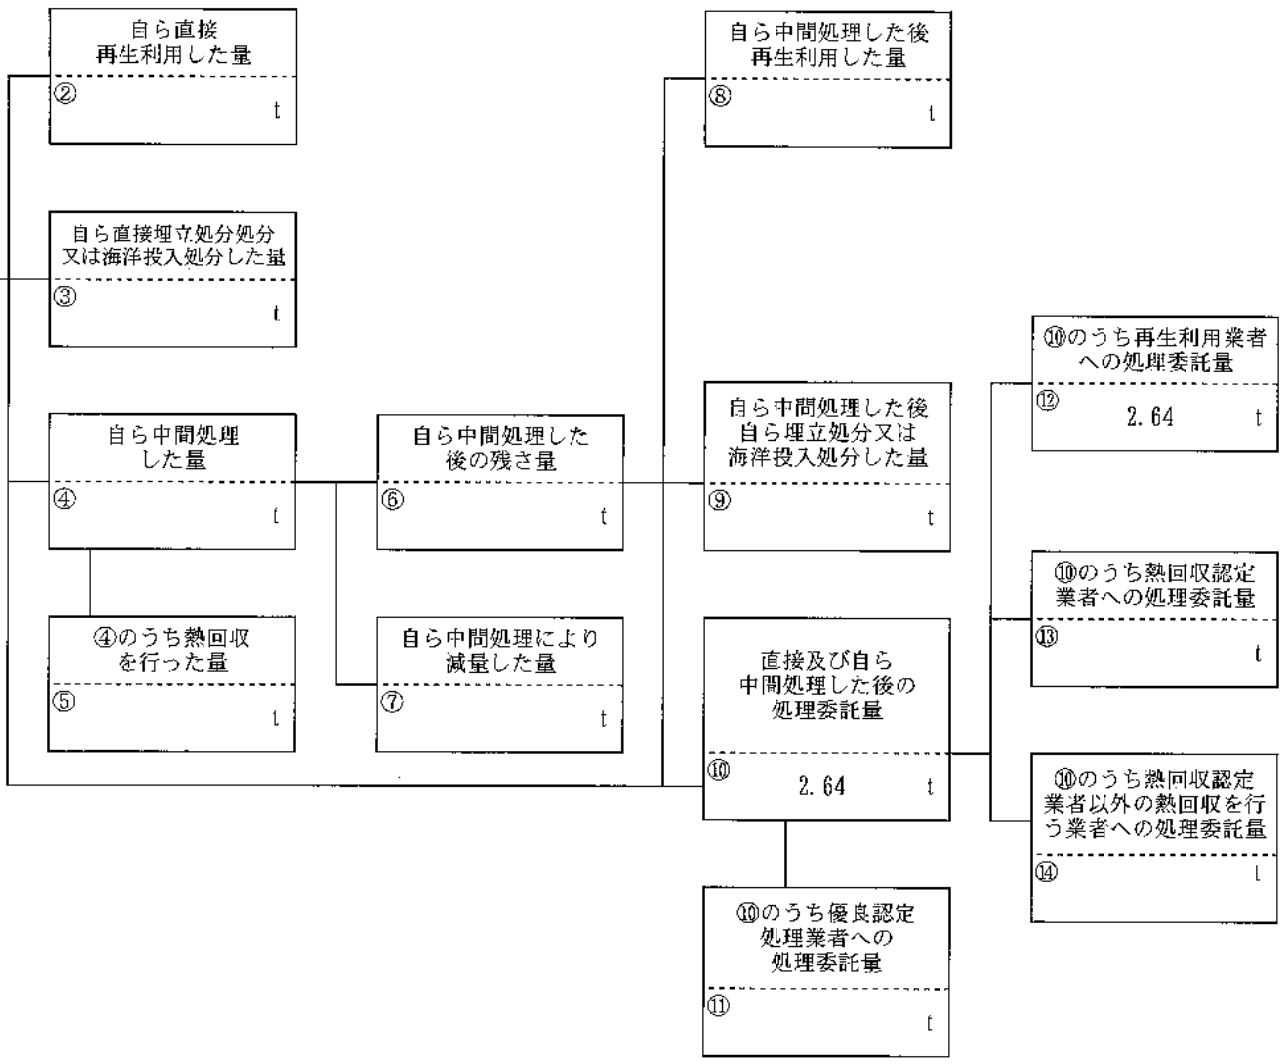 自ら直接
再生利用した量
②
t
自ら直接埋立処分処分
又は海洋投入処分した量
③
t
自ら中間処理
した量
④
t
④のうち熱回収
を行った量
⑤
t
自ら中間処理した
後の残さ量
⑥
t
自ら中間処理により
減量した量
⑦
t
自ら中間処理した後
再生利用した量
⑧
t
自ら中間処理した後
自ら埋立処分又は
海洋投入処分した量
⑨
t
直接及び自ら
中間処理した後の
処理委託量
⑩ 2.64 t
⑩のうち優良認定
処理業者への
処理委託量
⑪
t
⑩のうち再生利用業者
への処理委託量
⑫ 2.64 t
⑩のうち熱回収認定
業者への処理委託量
⑬
t
⑩のうち熱回収認定
業者以外の熱回収を行
う業者への処理委託量
⑭
t